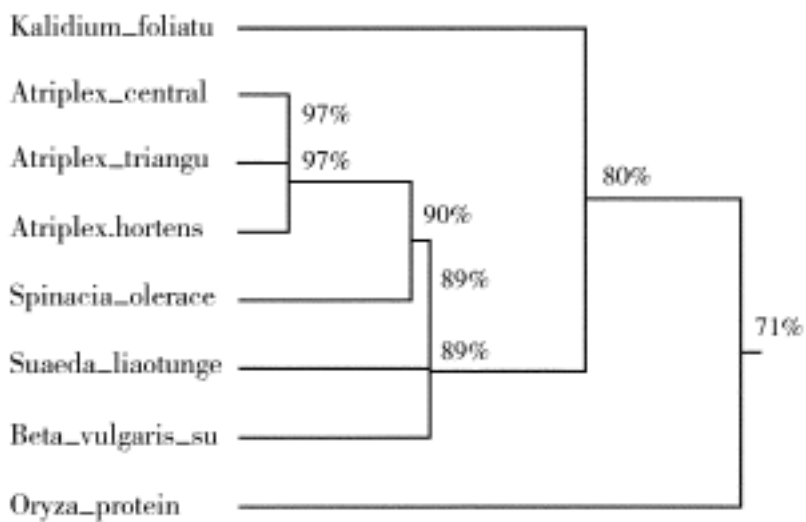 Kalidium_foliatu
Atriplex_central
97%
Atriplex_triangu
97%
80%
Atriplex.hortens
90%
Spinacia_olerace
89%
71%
Suaeda_liaotunge
89%
Beta_vulgaris_su
Oryza_protein